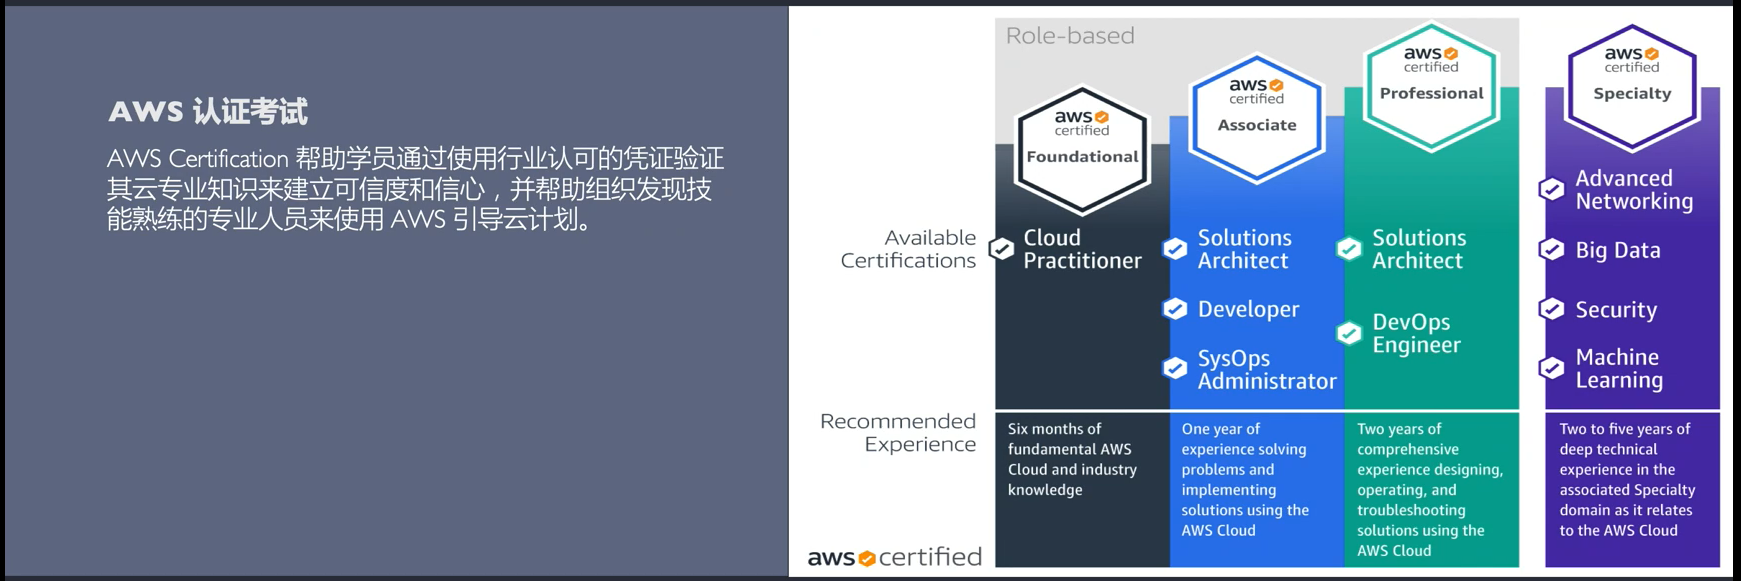 AWS 认证考试
AWS Certification 帮助学员通过使用行业认可的凭证验证
其云专业知识来建立可信度和信心，并帮助组织发现技
能熟练的专业人员来使用 AWS 引导云计划。
Role-based
aws
certified
Foundational
aws
certified
Associate
aws
certified
Professional
aws
certified
Specialty
Available
Certifications
Cloud
Practitioner
Solutions
Architect
Developer
SysOps
Administrator
Solutions
Architect
DevOps
Engineer
Advanced
Networking
Big Data
Security
Machine
Learning
Recommended
Experience
Six months of
fundamental AWS
Cloud and industry
knowledge
One year of
experience solving
problems and
implementing
solutions using the
AWS Cloud
Two years of
comprehensive
experience designing,
operating, and
troubleshooting
solutions using the
AWS Cloud
Two to five years of
deep technical
experience in the
associated Specialty
domain as it relates
to the AWS Cloud
aws certified